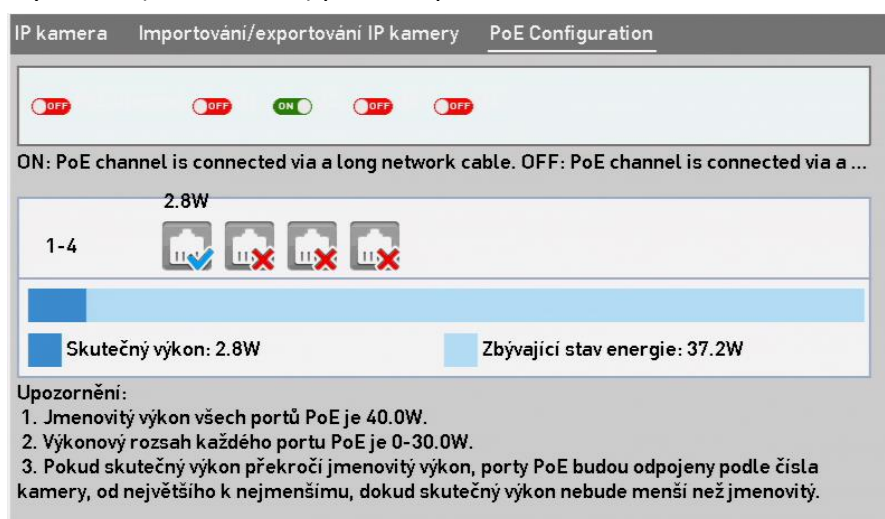 IP kamera Importování/exportování IP kamery PoE Configuration
OFF OFF ON OFF OFF
ON: PoE channel is connected via a long network cable. OFF: PoE channel is connected via a ...
2.8W
1-4
Skutečný výkon: 2.8W Zbývající stav energie: 37.2W
Upozornění:
1. Jmenovitý výkon všech portů PoE je 40.0W.
2. Výkonový rozsah každého portu PoE je 0-30.0W.
3. Pokud skutečný výkon překročí jmenovitý výkon, porty PoE budou odpojeny podle čísla
kamery, od největšího k nejmenšímu, dokud skutečný výkon nebude menší než jmenovitý.